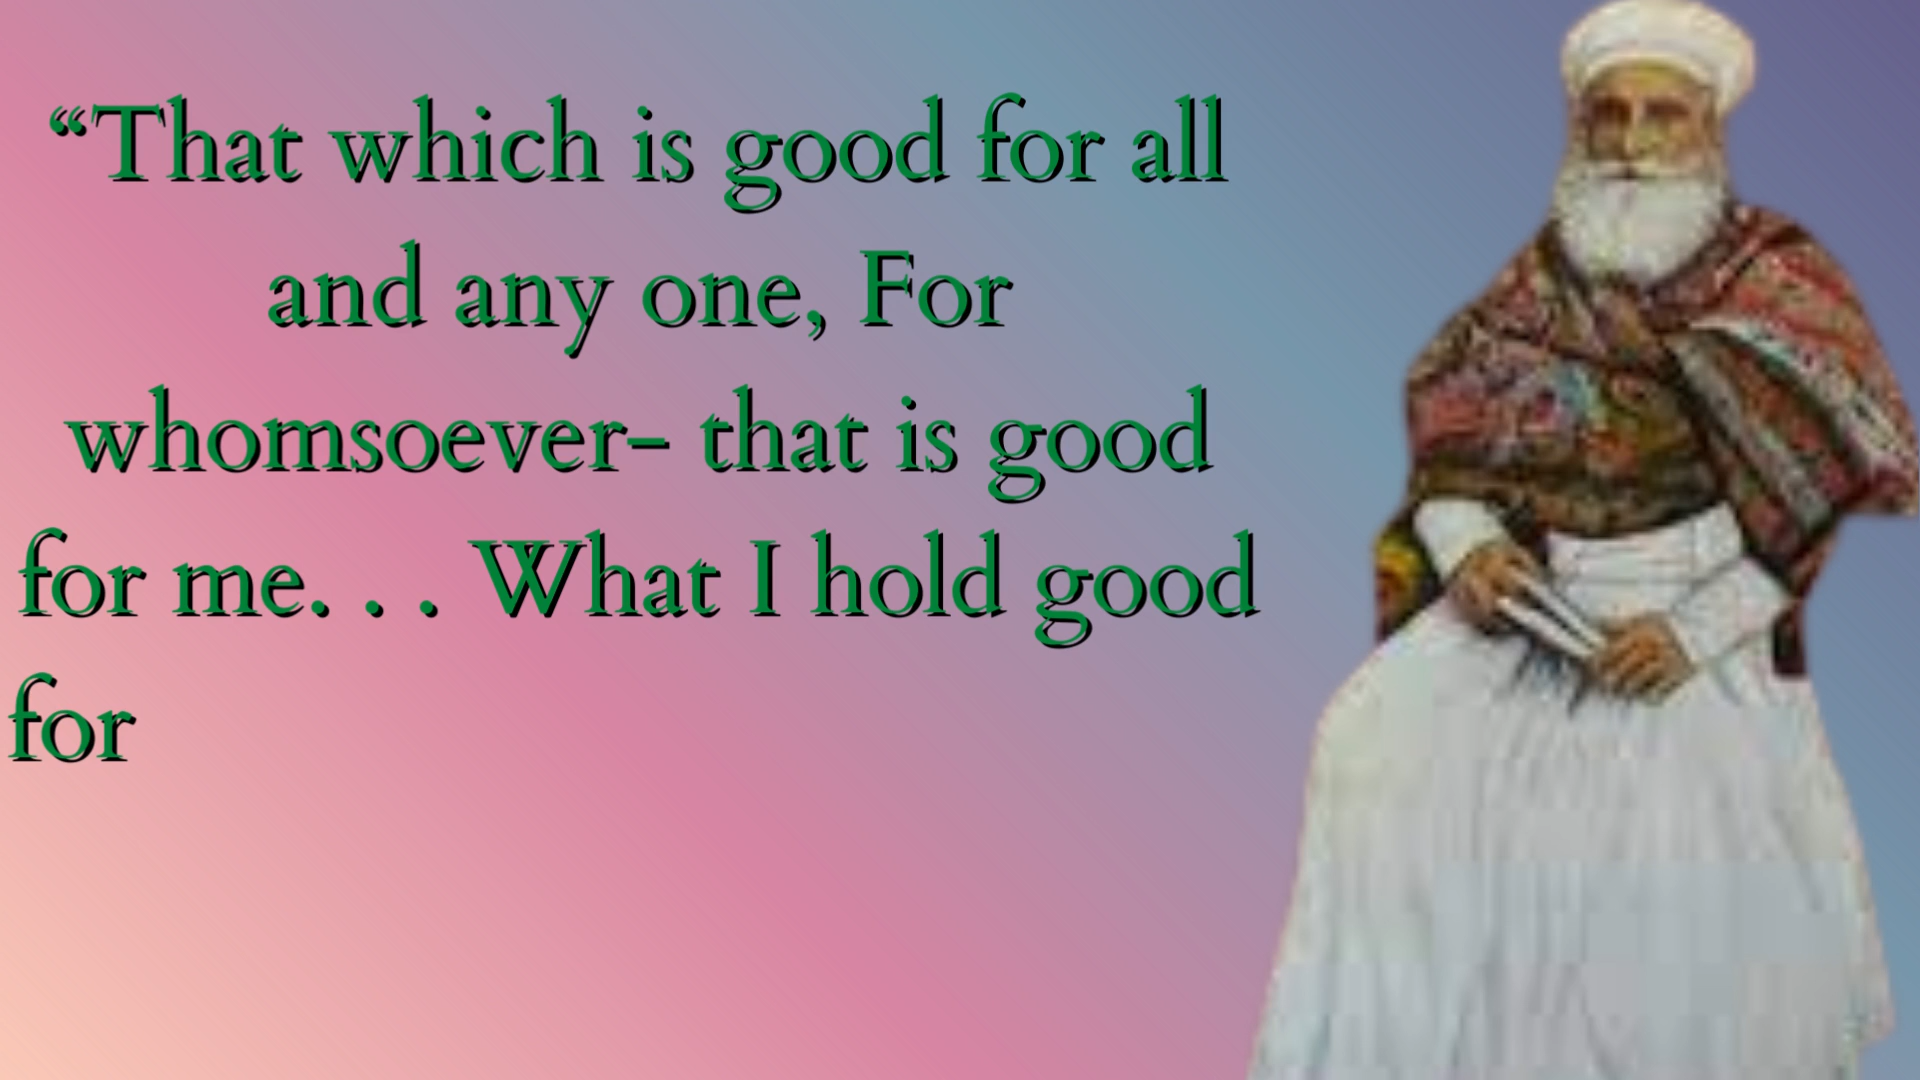 “That which is good for all
and any one, For
whomsoever- that is good
for me. . . What I hold good
for